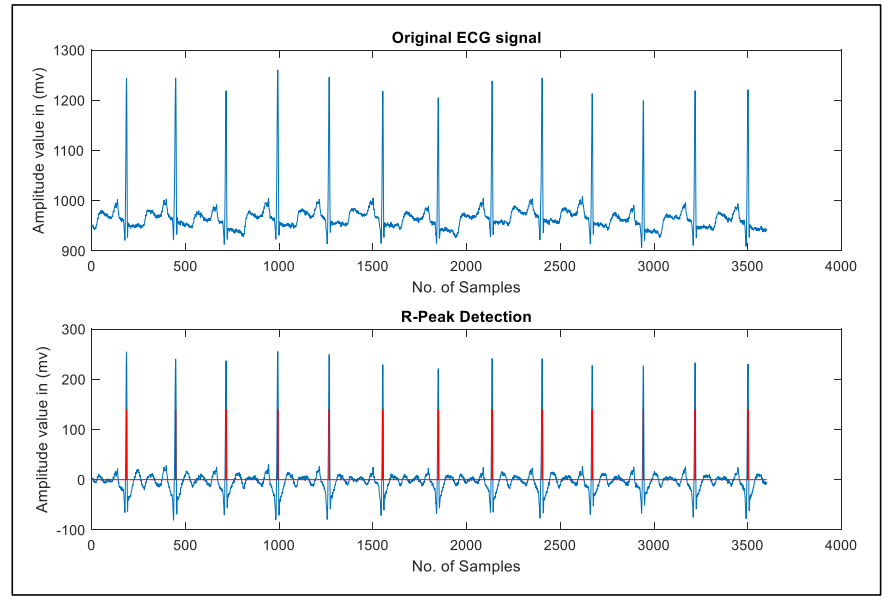 Original ECG signal
1300
1200
1100
1000
900
Amplitude value in (mv)
0 500 1000 1500 2000 2500 3000 3500 4000
No. of Samples
R-Peak Detection
300
200
100
0
-100
Amplitude value in (mv)
0 500 1000 1500 2000 2500 3000 3500 4000
No. of Samples